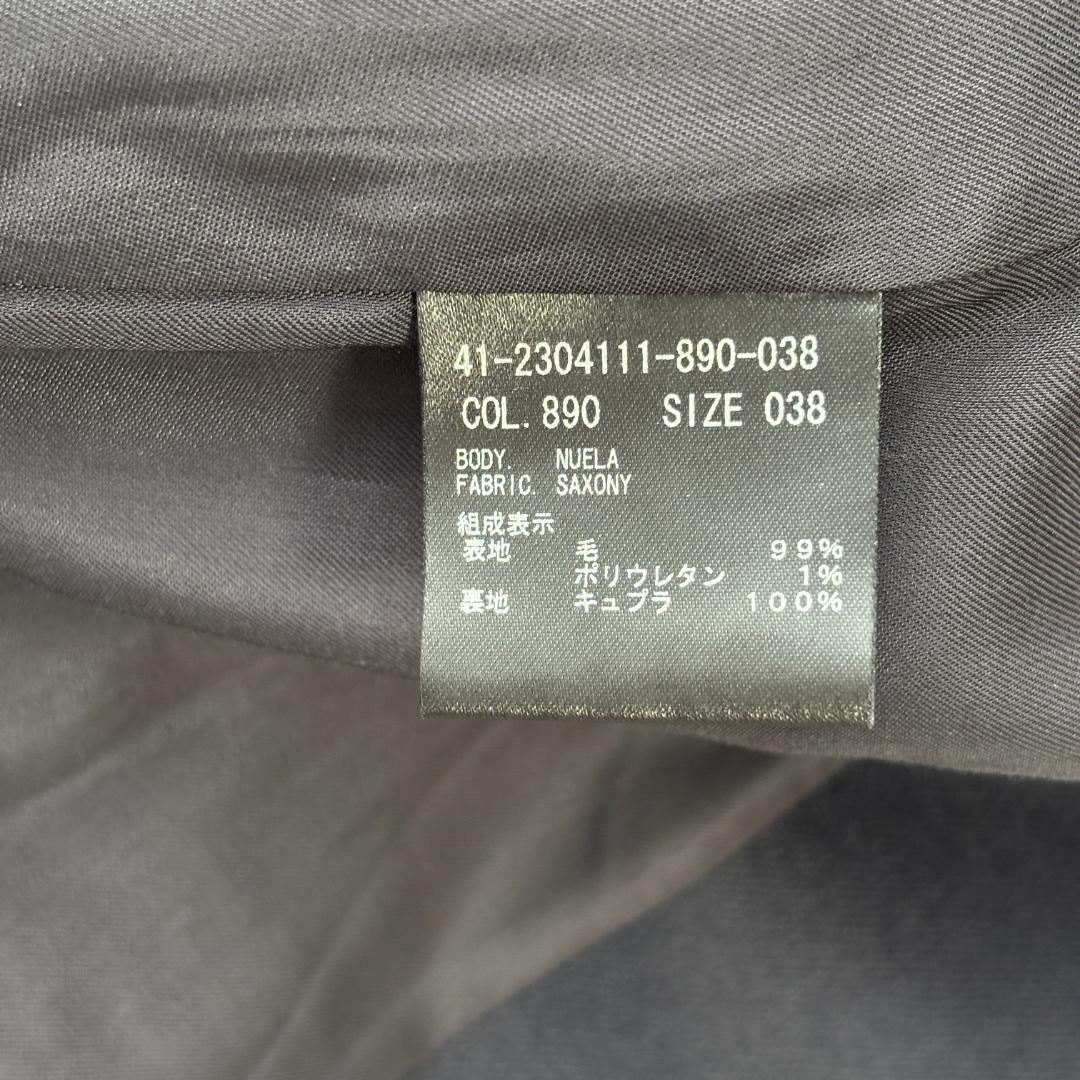 41-2304111-890-038
COL. 890 SIZE 038
BODY. NUELA
FABRIC. SAXONY
組成表示
表地 毛 99%
ポリウレタン 1%
裏地 キュプラ 100%